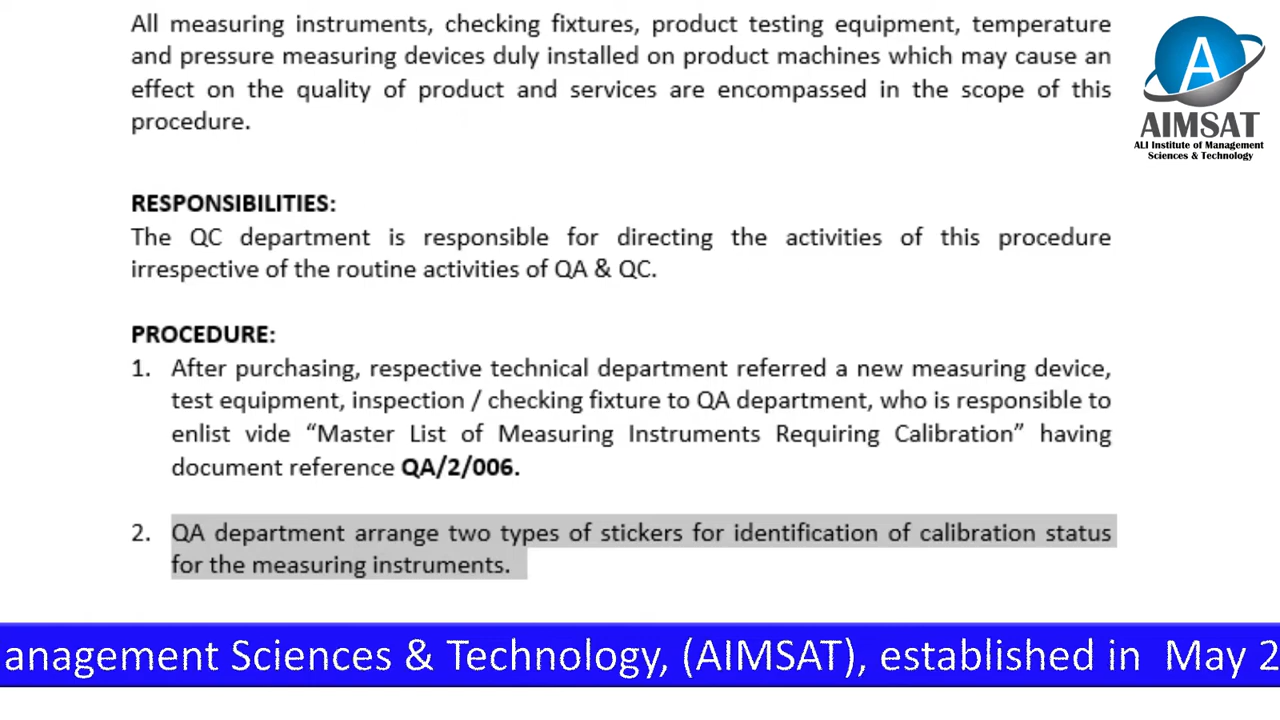 All measuring instruments, checking fixtures, product testing equipment, temperature
and pressure measuring devices duly installed on product machines which may cause an
effect on the quality of product and services are encompassed in the scope of this
procedure.
A
AIMSAT
ALI Institute of Management
Sciences & Technology
RESPONSIBILITIES:
The QC department is responsible for directing the activities of this procedure
irrespective of the routine activities of QA & QC.
PROCEDURE:
1. After purchasing, respective technical department referred a new measuring device,
test equipment, inspection / checking fixture to QA department, who is responsible to
enlist vide “Master List of Measuring Instruments Requiring Calibration” having
document reference QA/2/006.
2. QA department arrange two types of stickers for identification of calibration status
for the measuring instruments.
anagement Sciences & Technology, (AIMSAT), established in May 2